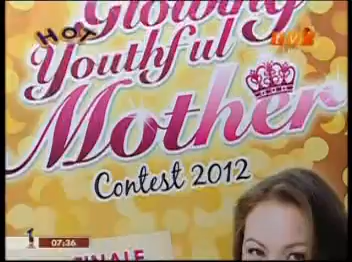 Glowing
HOT
Youthful
Mother
Contest 2012
07:36
FINALE